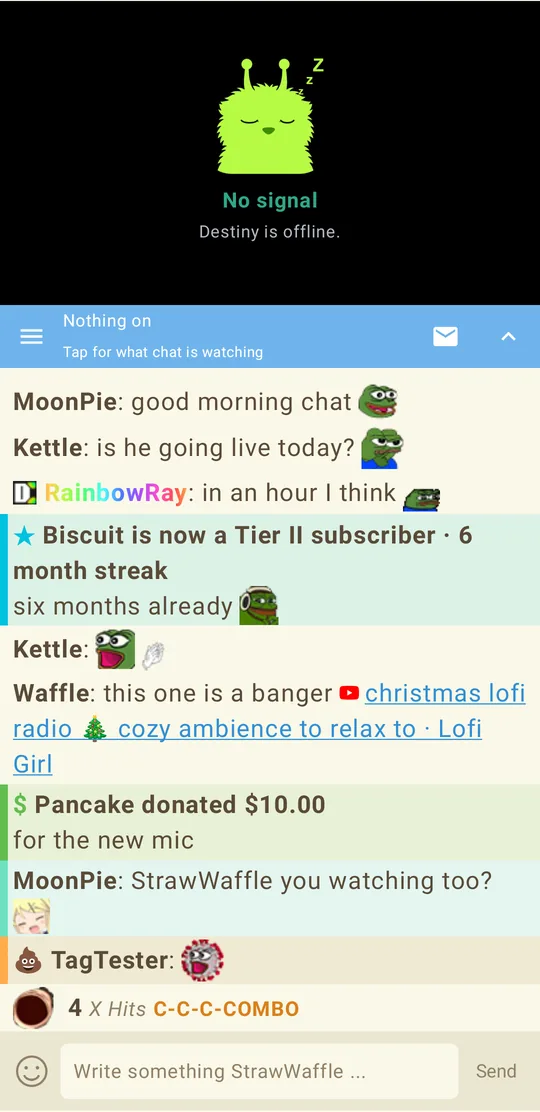 z z Z
No signal
Destiny is offline.
Nothing on
Tap for what chat is watching
MoonPie: good morning chat
Kettle: is he going live today?
D RainbowRay: in an hour I think
★ Biscuit is now a Tier II subscriber · 6
month streak
six months already
Kettle:
Waffle: this one is a banger christmas lofi
radio 🎄 cozy ambience to relax to · Lofi
Girl
$ Pancake donated $10.00
for the new mic
MoonPie: StrawWaffle you watching too?
💩 TagTester:
4 X Hits C-C-C-COMBO
Write something StrawWaffle ...
Send